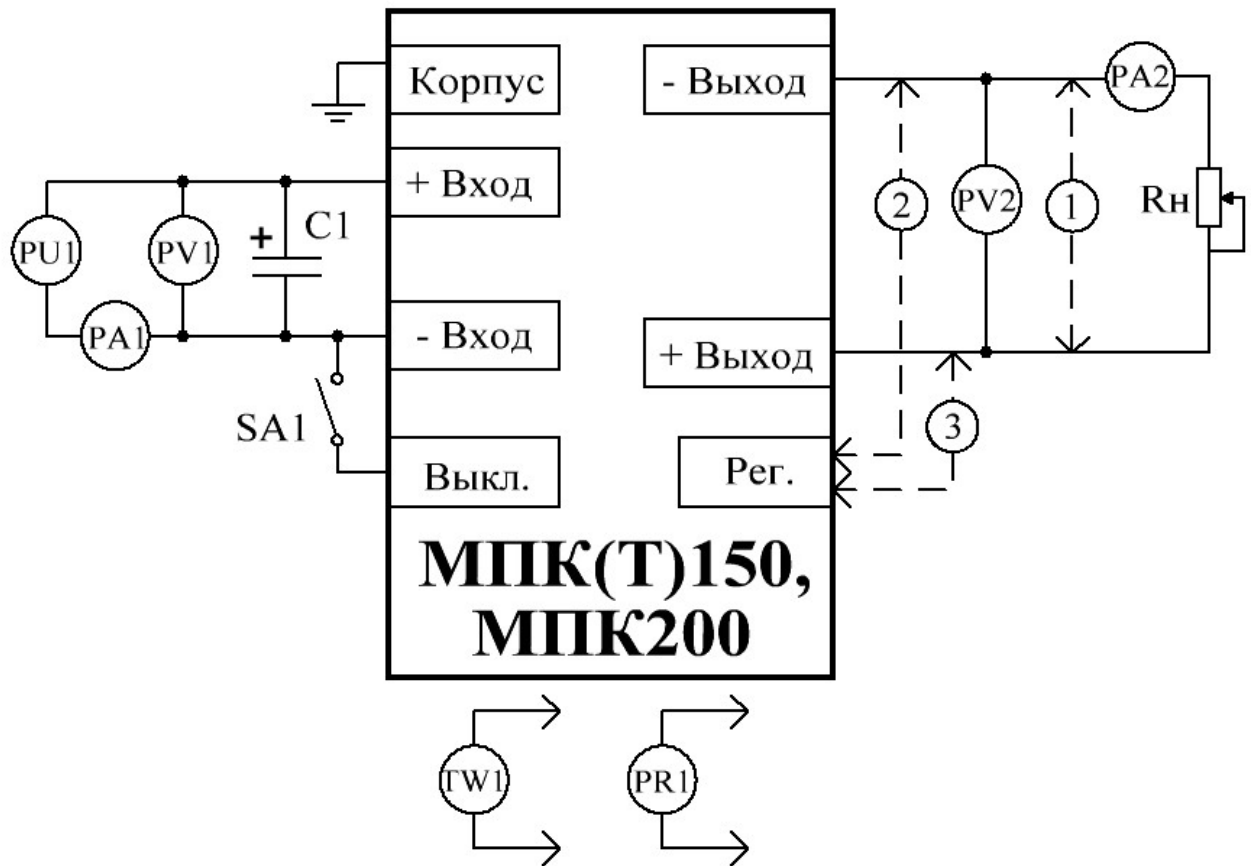 Корпус
- Выход
PA2
+ Вход
PU1
PV1
+
C1
2
PV2
1
Rн
PA1
- Вход
+ Выход
SA1
3
Выкл.
Рег.
МПК(Т)150,
МПК200
TW1
PR1